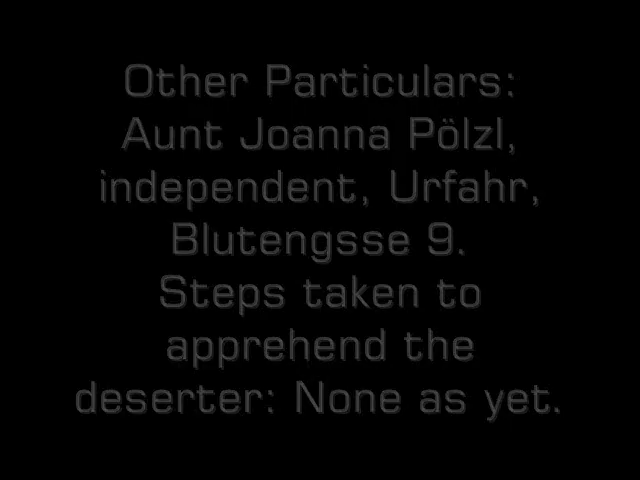 Other Particulars:
Aunt Joanna Pölzl,
independent, Urfahr,
Blutengsse 9.
Steps taken to
apprehend the
deserter: None as yet.